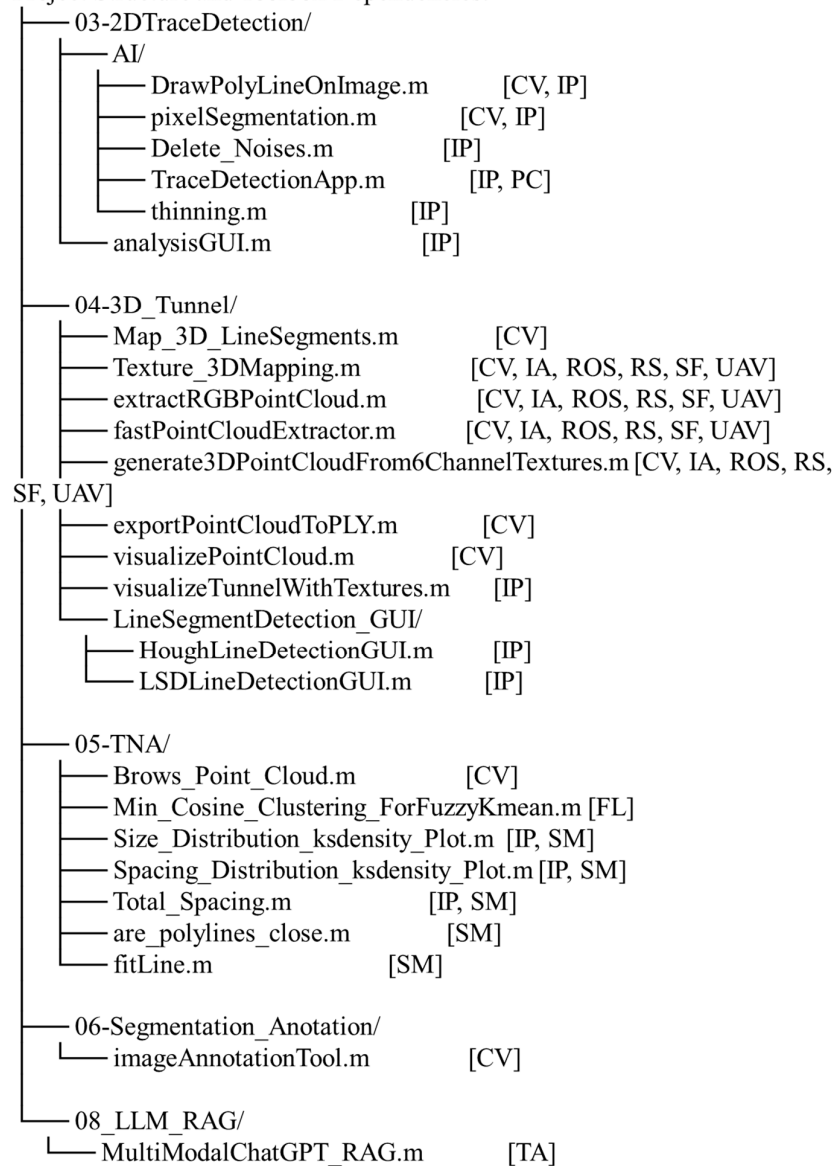 03-2DTraceDetection/
AI/
DrawPolyLineOnImage.m [CV, IP]
pixelSegmentation.m [CV, IP]
Delete_Noises.m [IP]
TraceDetectionApp.m [IP, PC]
thinning.m [IP]
analysisGUI.m [IP]
04-3D_Tunnel/
Map_3D_LineSegments.m [CV]
Texture_3DMapping.m [CV, IA, ROS, RS, SF, UAV]
extractRGBPointCloud.m [CV, IA, ROS, RS, SF, UAV]
fastPointCloudExtractor.m [CV, IA, ROS, RS, SF, UAV]
generate3DPointCloudFrom6ChannelTextures.m [CV, IA, ROS, RS,
SF, UAV]
exportPointCloudToPLY.m [CV]
visualizePointCloud.m [CV]
visualizeTunnelWithTextures.m [IP]
LineSegmentDetection_GUI/
HoughLineDetectionGUI.m [IP]
LSDLineDetectionGUI.m [IP]
05-TNA/
Brows_Point_Cloud.m [CV]
Min_Cosine_Clustering_ForFuzzyKmean.m [FL]
Size_Distribution_ksdensity_Plot.m [IP, SM]
Spacing_Distribution_ksdensity_Plot.m [IP, SM]
Total_Spacing.m [IP, SM]
are_polylines_close.m [SM]
fitLine.m [SM]
06-Segmentation_Anotation/
imageAnnotationTool.m [CV]
08_LLM_RAG/
MultiModalChatGPT_RAG.m [TA]